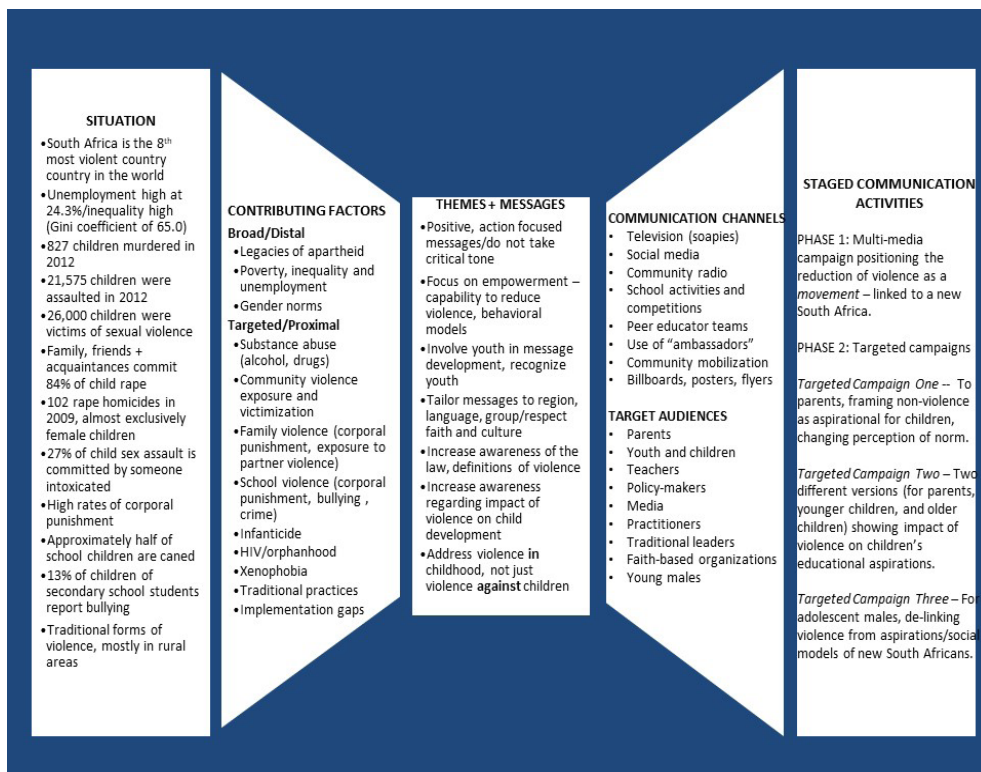 SITUATION
•South Africa is the 8th
most violent country
country in the world
•Unemployment high at
24.3%/inequality high
(Gini coefficient of 65.0)
•827 children murdered in
2012
•21,575 children were
assaulted in 2012
•26,000 children were
victims of sexual violence
•Family, friends +
acquaintances commit
84% of child rape
•102 rape homicides in
2009, almost exclusively
female children
•27% of child sex assault is
committed by someone
intoxicated
•High rates of corporal
punishment
•Approximately half of
school children are caned
•13% of children of
secondary school students
report bullying
•Traditional forms of
violence, mostly in rural
areas
CONTRIBUTING FACTORS
Broad/Distal
•Legacies of apartheid
•Poverty, inequality and
unemployment
•Gender norms
Targeted/Proximal
•Substance abuse
(alcohol, drugs)
•Community violence
exposure and
victimization
•Family violence (corporal
punishment, exposure to
partner violence)
•School violence (corporal
punishment, bullying ,
crime)
•Infanticide
•HIV/orphanhood
•Xenophobia
•Traditional practices
•Implementation gaps
THEMES + MESSAGES
•Positive, action focused
messages/do not take
critical tone
•Focus on empowerment –
capability to reduce
violence, behavioral
models
•Involve youth in message
development, recognize
youth
•Tailor messages to region,
language, group/respect
faith and culture
•Increase awareness of the
law, definitions of violence
•Increase awareness
regarding impact of
violence on child
development
•Address violence in
childhood, not just
violence against children
COMMUNICATION CHANNELS
• Television (soapies)
• Social media
• Community radio
• School activities and
competitions
• Peer educator teams
• Use of “ambassadors”
• Community mobilization
• Billboards, posters, flyers
TARGET AUDIENCES
• Parents
• Youth and children
• Teachers
• Policy-makers
• Media
• Practitioners
• Traditional leaders
• Faith-based organizations
• Young males
STAGED COMMUNICATION
ACTIVITIES
PHASE 1: Multi-media
campaign positioning the
reduction of violence as a
movement – linked to a new
South Africa.
PHASE 2: Targeted campaigns
Targeted Campaign One -- To
parents, framing non-violence
as aspirational for children,
changing perception of norm.
Targeted Campaign Two – Two
different versions (for parents,
younger children, and older
children) showing impact of
violence on children’s
educational aspirations.
Targeted Campaign Three – For
adolescent males, de-linking
violence from aspirations/social
models of new South Africans.